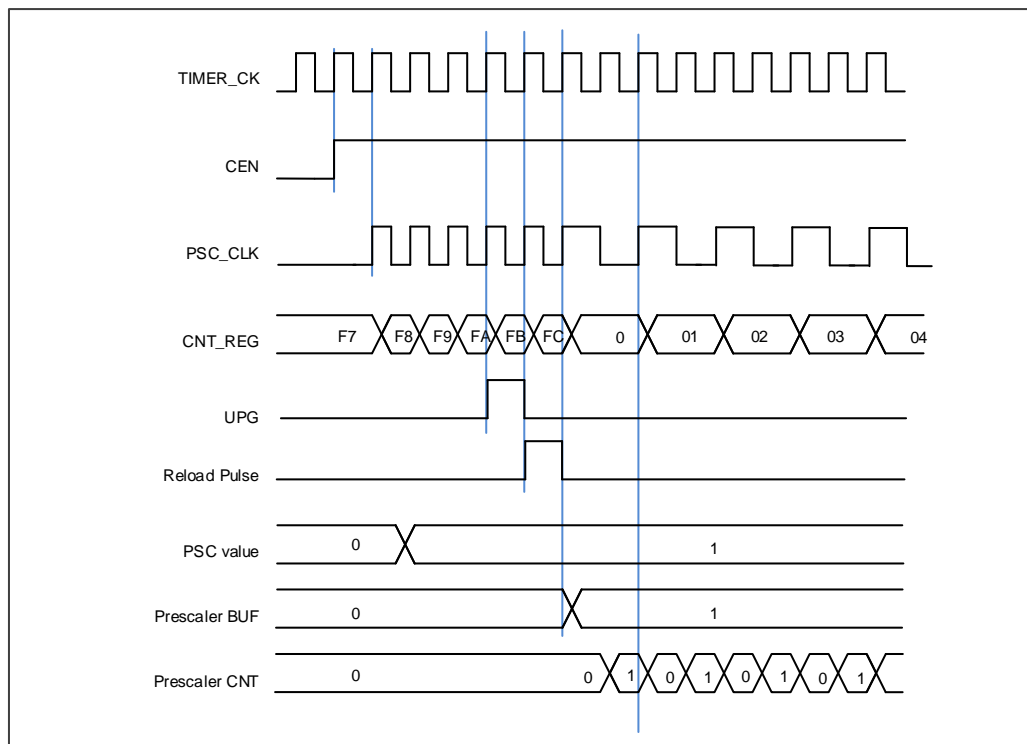 TIMER_CK
CEN
PSC_CLK
CNT_REG F7 F8 F9 FA FB FC 0 01 02 03 04
UPG
Reload Pulse
PSC value 0 1
Prescaler BUF 0 1
Prescaler CNT 0 0 1 0 1 0 1 0 1